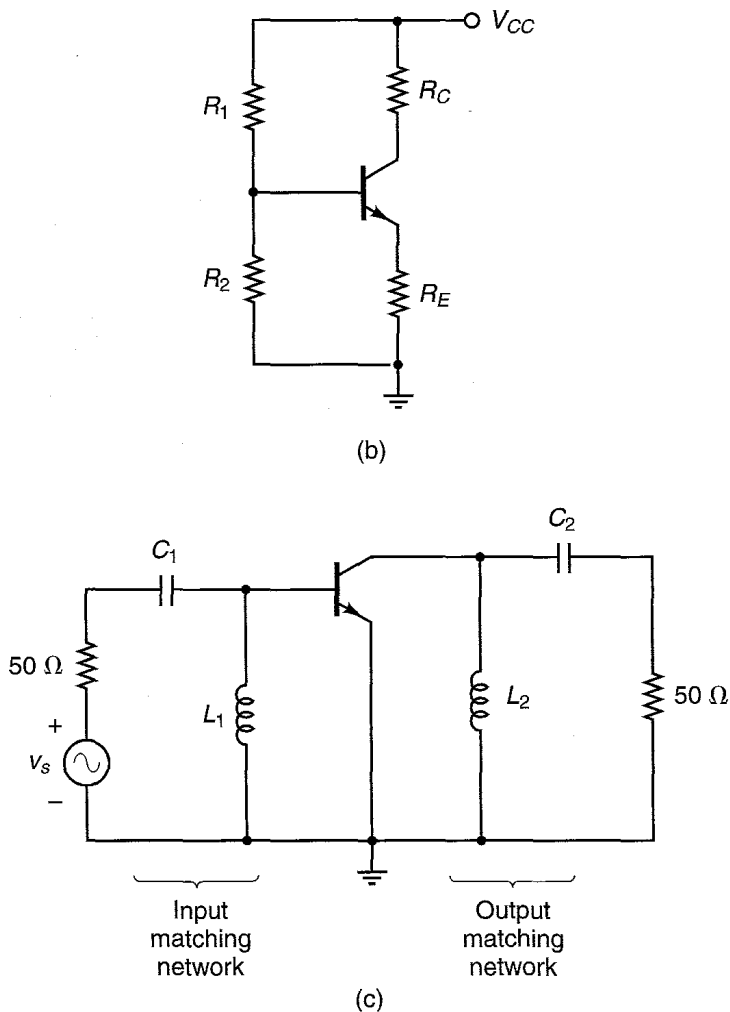 V_CC
R_1
R_C
R_2
R_E
(b)
C_1
C_2
50 Ω
L_1
L_2
50 Ω
+
v_s
−
Input
matching
network
Output
matching
network
(c)